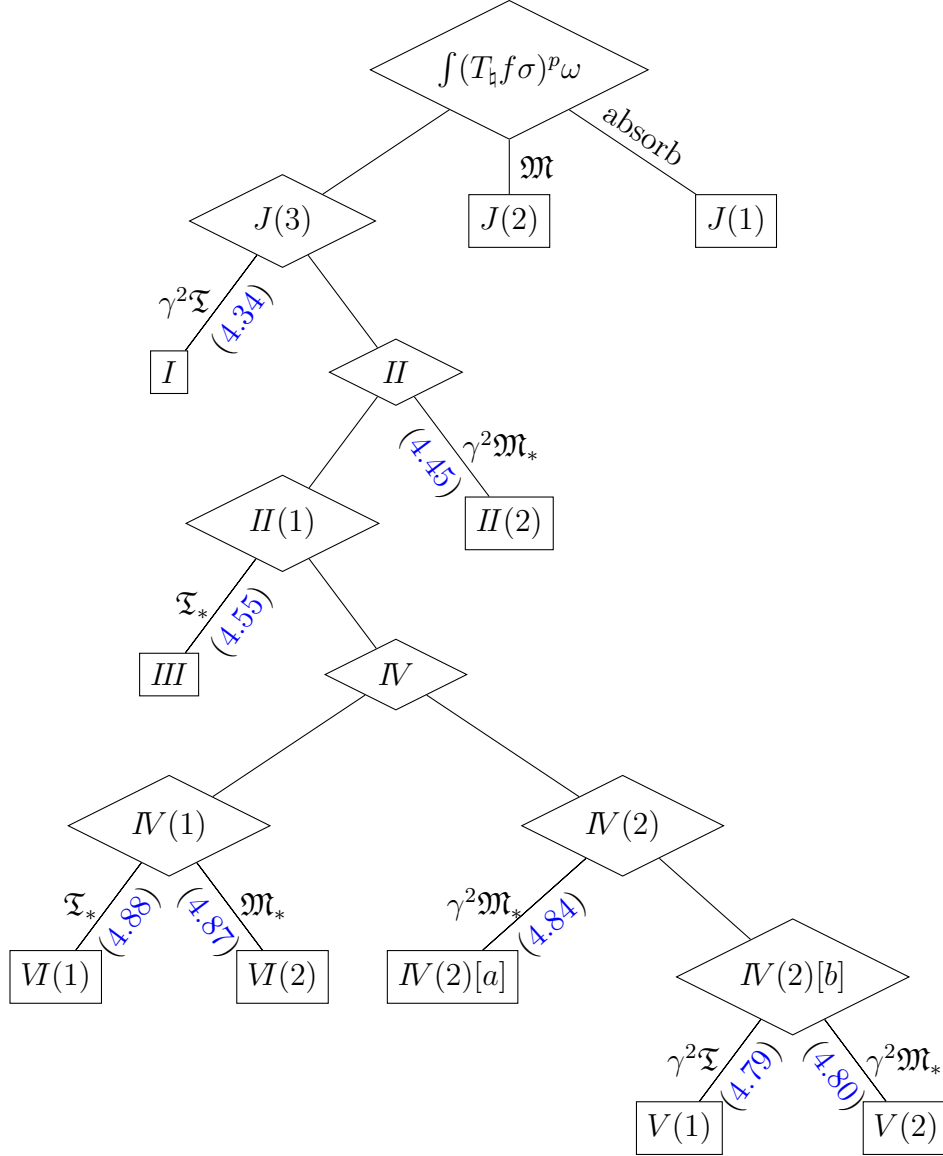 ∫(T♮fσ)^pω
absorb
𝔐
J(3)
J(2)
J(1)
γ²𝔗
(4.34)
I
II
(4.45)
γ²𝔐∗
II(1)
II(2)
𝔗∗
(4.55)
III
IV
IV(1)
IV(2)
𝔗∗
(4.88)
(4.87)
𝔐∗
γ²𝔐∗
(4.84)
VI(1)
VI(2)
IV(2)[a]
IV(2)[b]
γ²𝔗
(4.79)
(4.80)
γ²𝔐∗
V(1)
V(2)